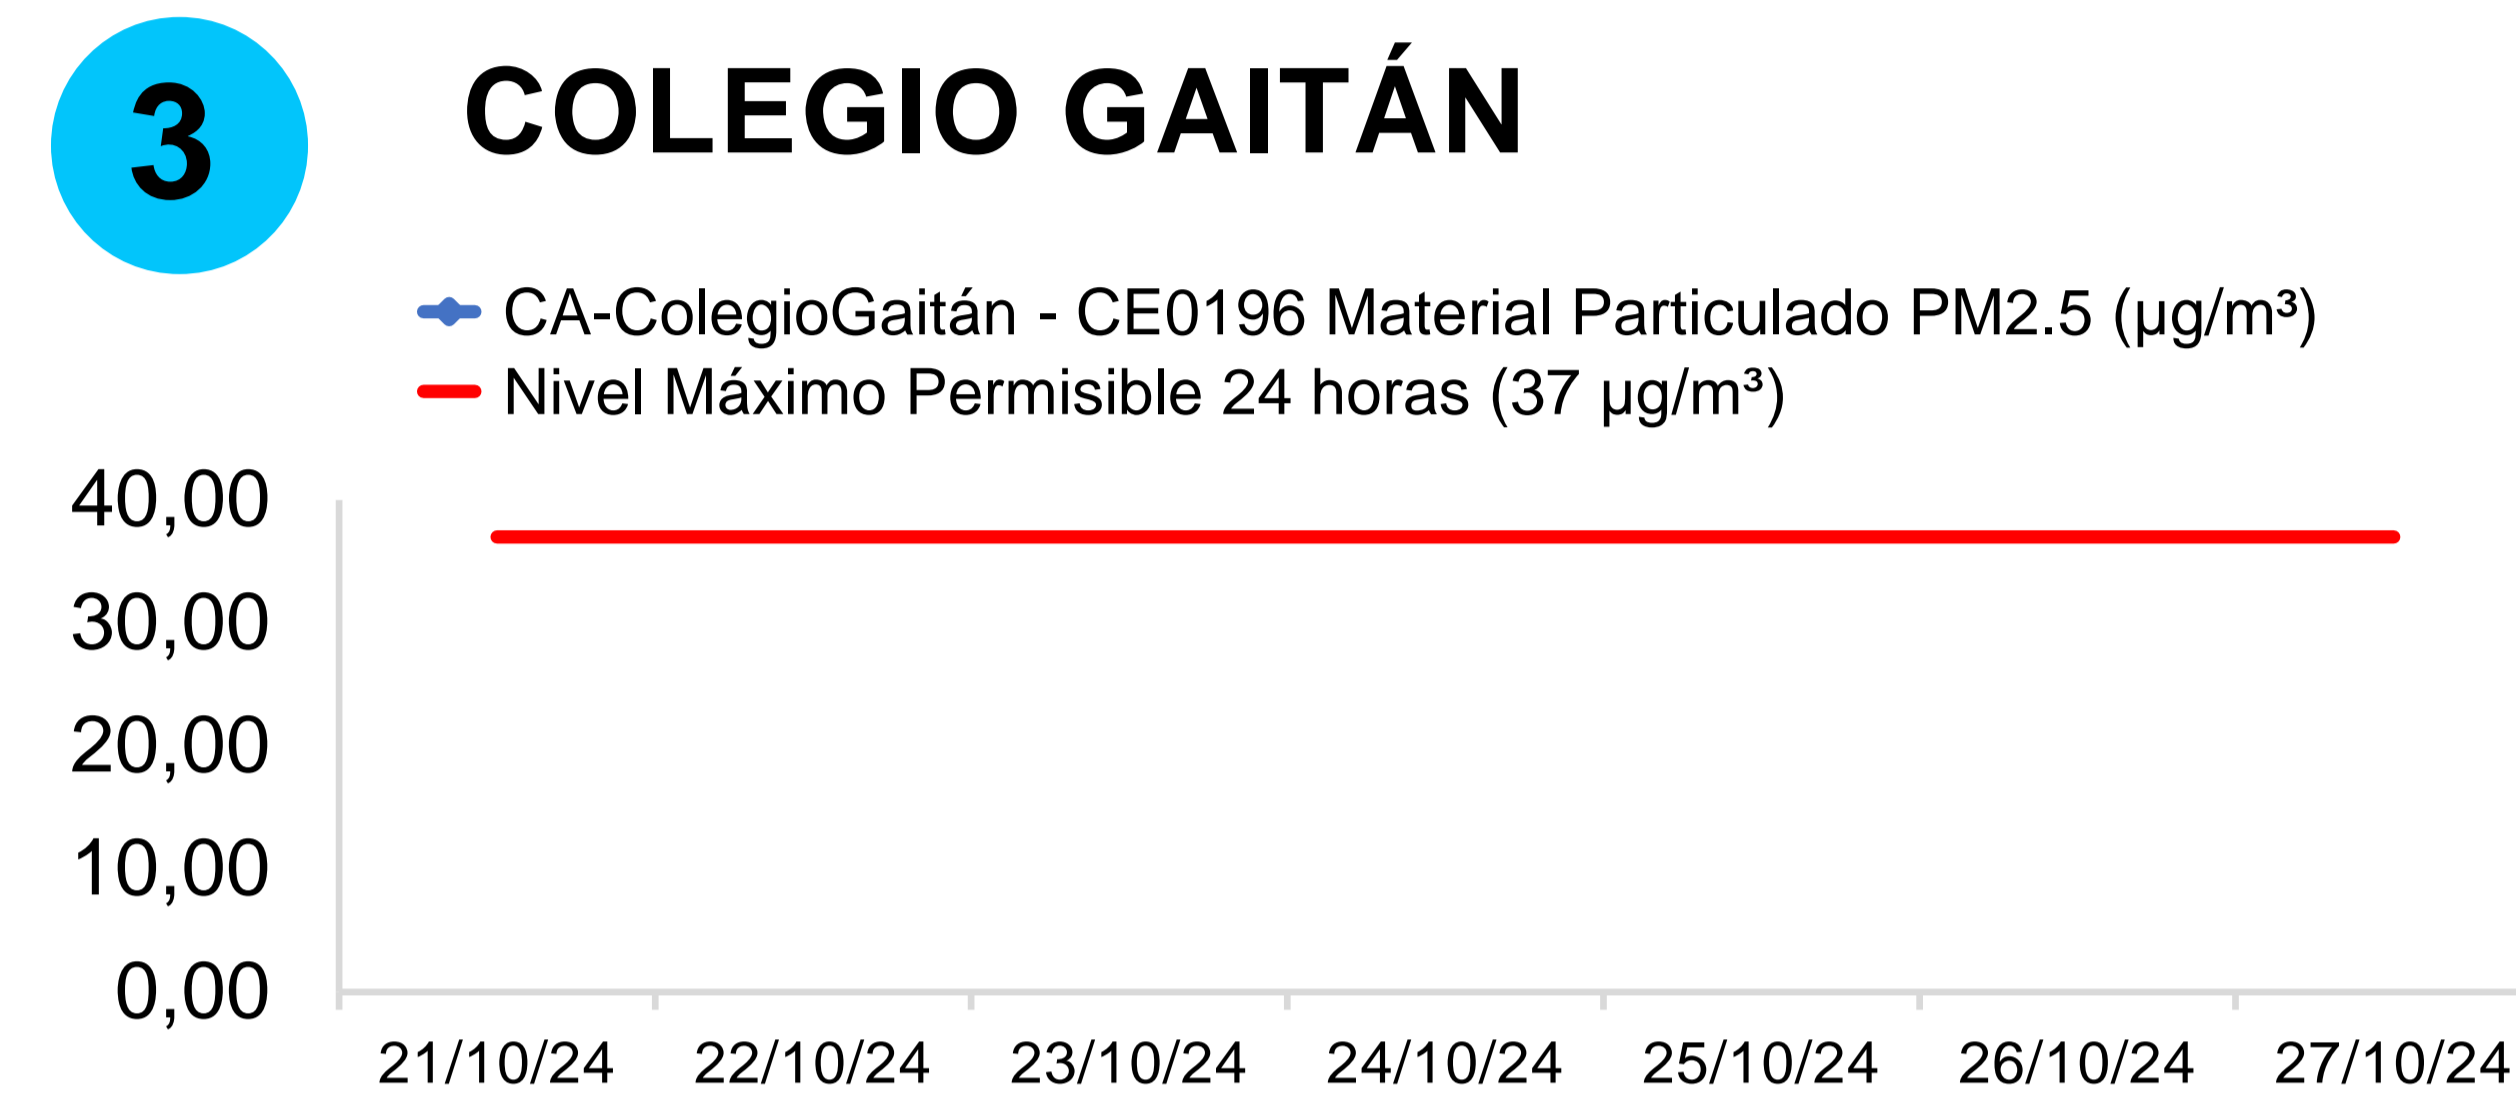 3
COLEGIO GAITÁN
CA-ColegioGaitán - CE0196 Material Particulado PM2.5 (µg/m³)
Nivel Máximo Permisible 24 horas (37 µg/m³)
40,00
30,00
20,00
10,00
0,00
21/10/24 22/10/24 23/10/24 24/10/24 25/10/24 26/10/24 27/10/24